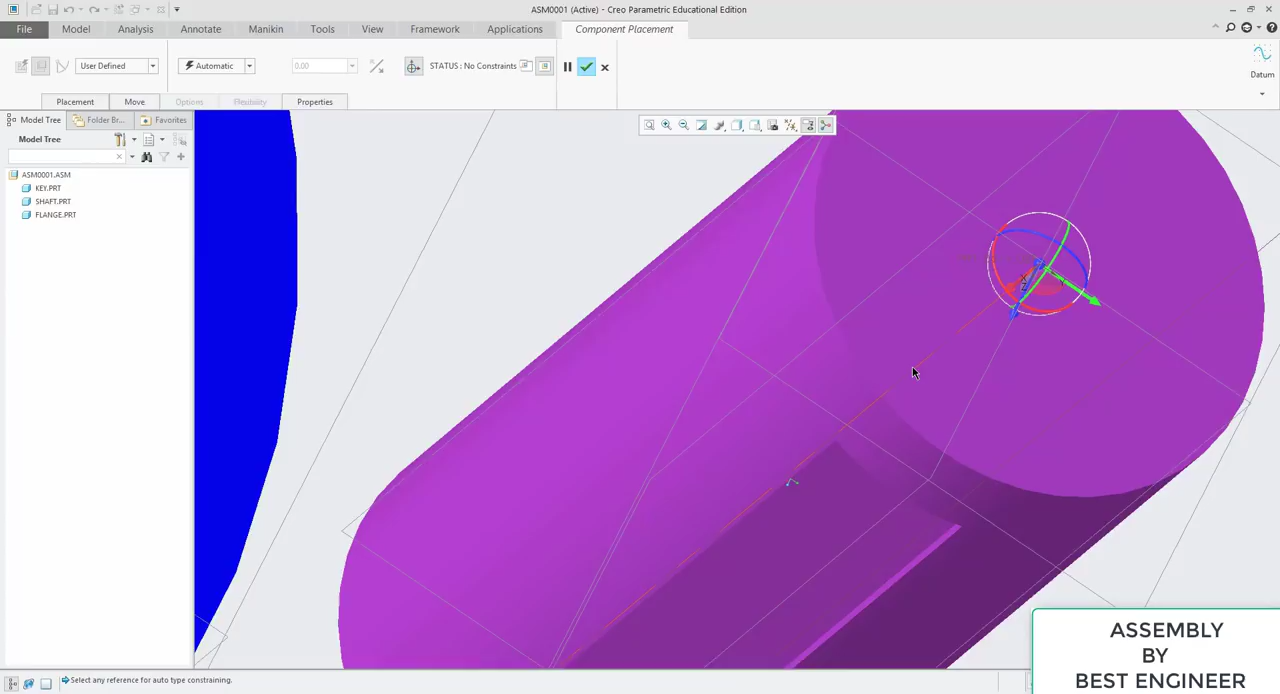 ASM0001 (Active) - Creo Parametric Educational Edition
File Model Analysis Annotate Manikin Tools View Framework Applications Component Placement
User Defined Automatic 0.00 STATUS : No Constraints Datum
Placement Move Options Flexibility Properties
Model Tree Folder Br... Favorites
Model Tree
ASM0001.ASM
KEY.PRT
SHAFT.PRT
FLANGE.PRT
ASSEMBLY
BY
BEST ENGINEER
Select any reference for auto type constraining.